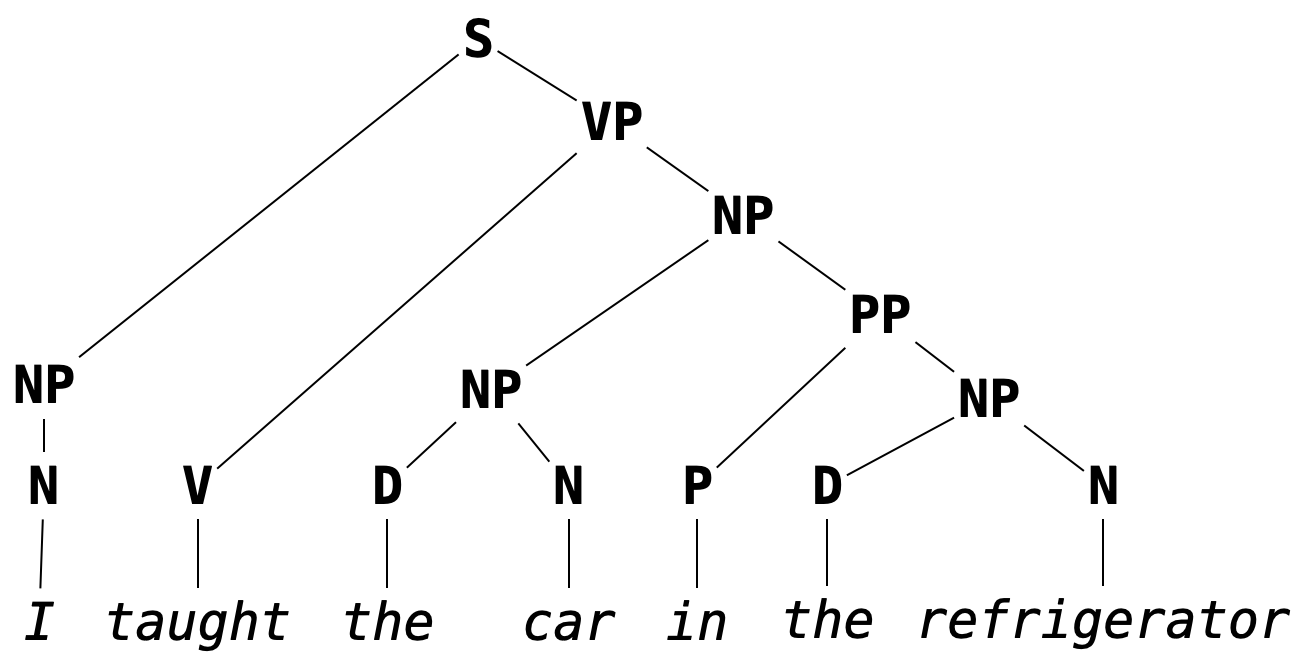 S
VP
NP
PP
NP NP NP
N V D N P D N
I taught the car in the refrigerator